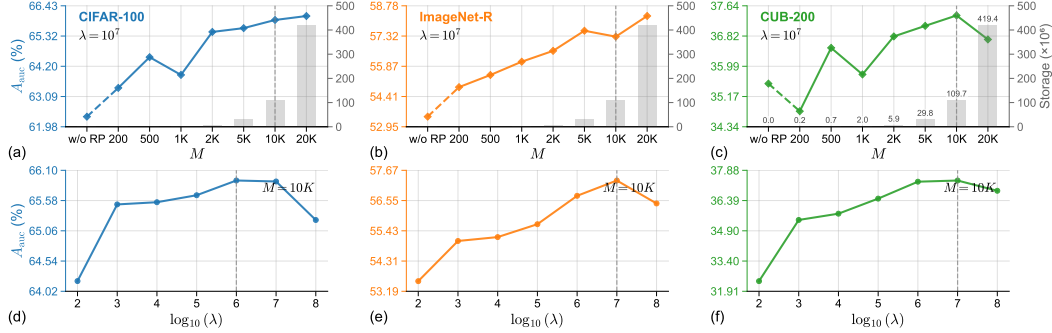 CIFAR-100
λ = 10⁷
A_auc (%)
66.43
65.32
64.20
63.09
61.98
500
400
300
200
100
0
w/o RP 200 500 1K 2K 5K 10K 20K
(a)
M
ImageNet-R
λ = 10⁷
58.78
57.32
55.87
54.41
52.95
500
400
300
200
100
0
w/o RP 200 500 1K 2K 5K 10K 20K
(b)
M
CUB-200
λ = 10⁷
37.64
36.82
35.99
35.17
34.34
0.0 0.2 0.7 2.0 5.9 29.8 109.7 419.4
500
400
300
200
100
0
Storage (×10⁶)
w/o RP 200 500 1K 2K 5K 10K 20K
(c)
M
A_auc (%)
66.10
65.58
65.06
64.54
64.02
M = 10K
2 3 4 5 6 7 8
(d)
log₁₀ (λ)
57.67
56.55
55.43
54.31
53.19
M = 10K
2 3 4 5 6 7 8
(e)
log₁₀ (λ)
37.88
36.39
34.90
33.40
31.91
M = 10K
2 3 4 5 6 7 8
(f)
log₁₀ (λ)